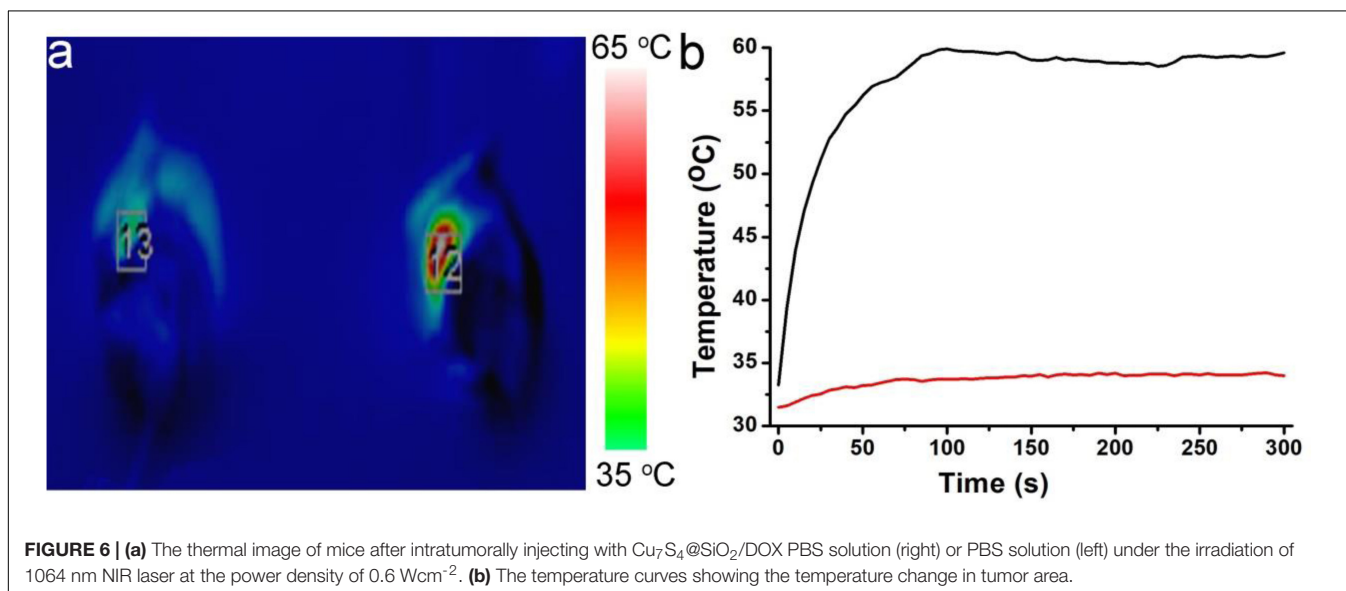 a
65 °C
13
12
35 °C
b
Temperature (°C)
60
55
50
45
40
35
30
0 50 100 150 200 250 300
Time (s)
FIGURE 6 | (a) The thermal image of mice after intratumorally injecting with Cu₇S₄@SiO₂/DOX PBS solution (right) or PBS solution (left) under the irradiation of
1064 nm NIR laser at the power density of 0.6 Wcm⁻². (b) The temperature curves showing the temperature change in tumor area.